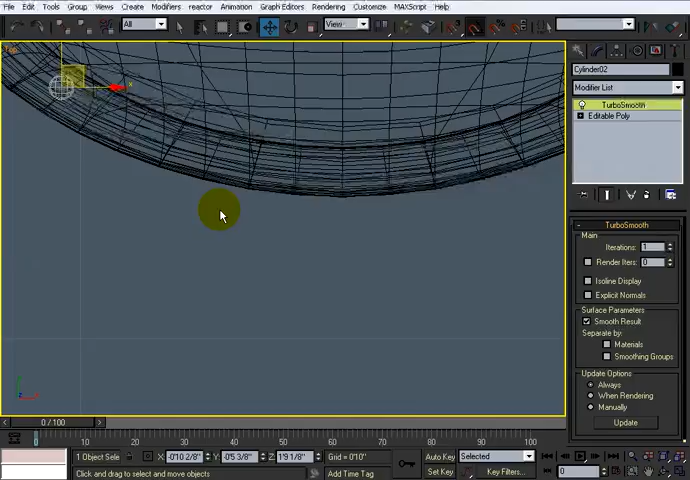 File Edit Tools Group Views Create Modifiers reactor Animation Graph Editors Rendering Customize MAXScript Help
All View
Top
x
Cylinder02
Modifier List
TurboSmooth
Editable Poly
TurboSmooth
Main
Iterations: 1
Render Iters: 0
Isoline Display
Explicit Normals
Surface Parameters
Smooth Result
Separate by:
Materials
Smoothing Groups
Update Options
Always
When Rendering
Manually
Update
0 / 100
0 10 20 30 40 50 60 70 80 90 100
1 Object Sele X: -0'10 2/8" Y: -0'5 3/8" Z: 1'9 1/8" Grid = 0'10" Auto Key Selected
Click and drag to select and move objects Add Time Tag Set Key Key Filters... 0